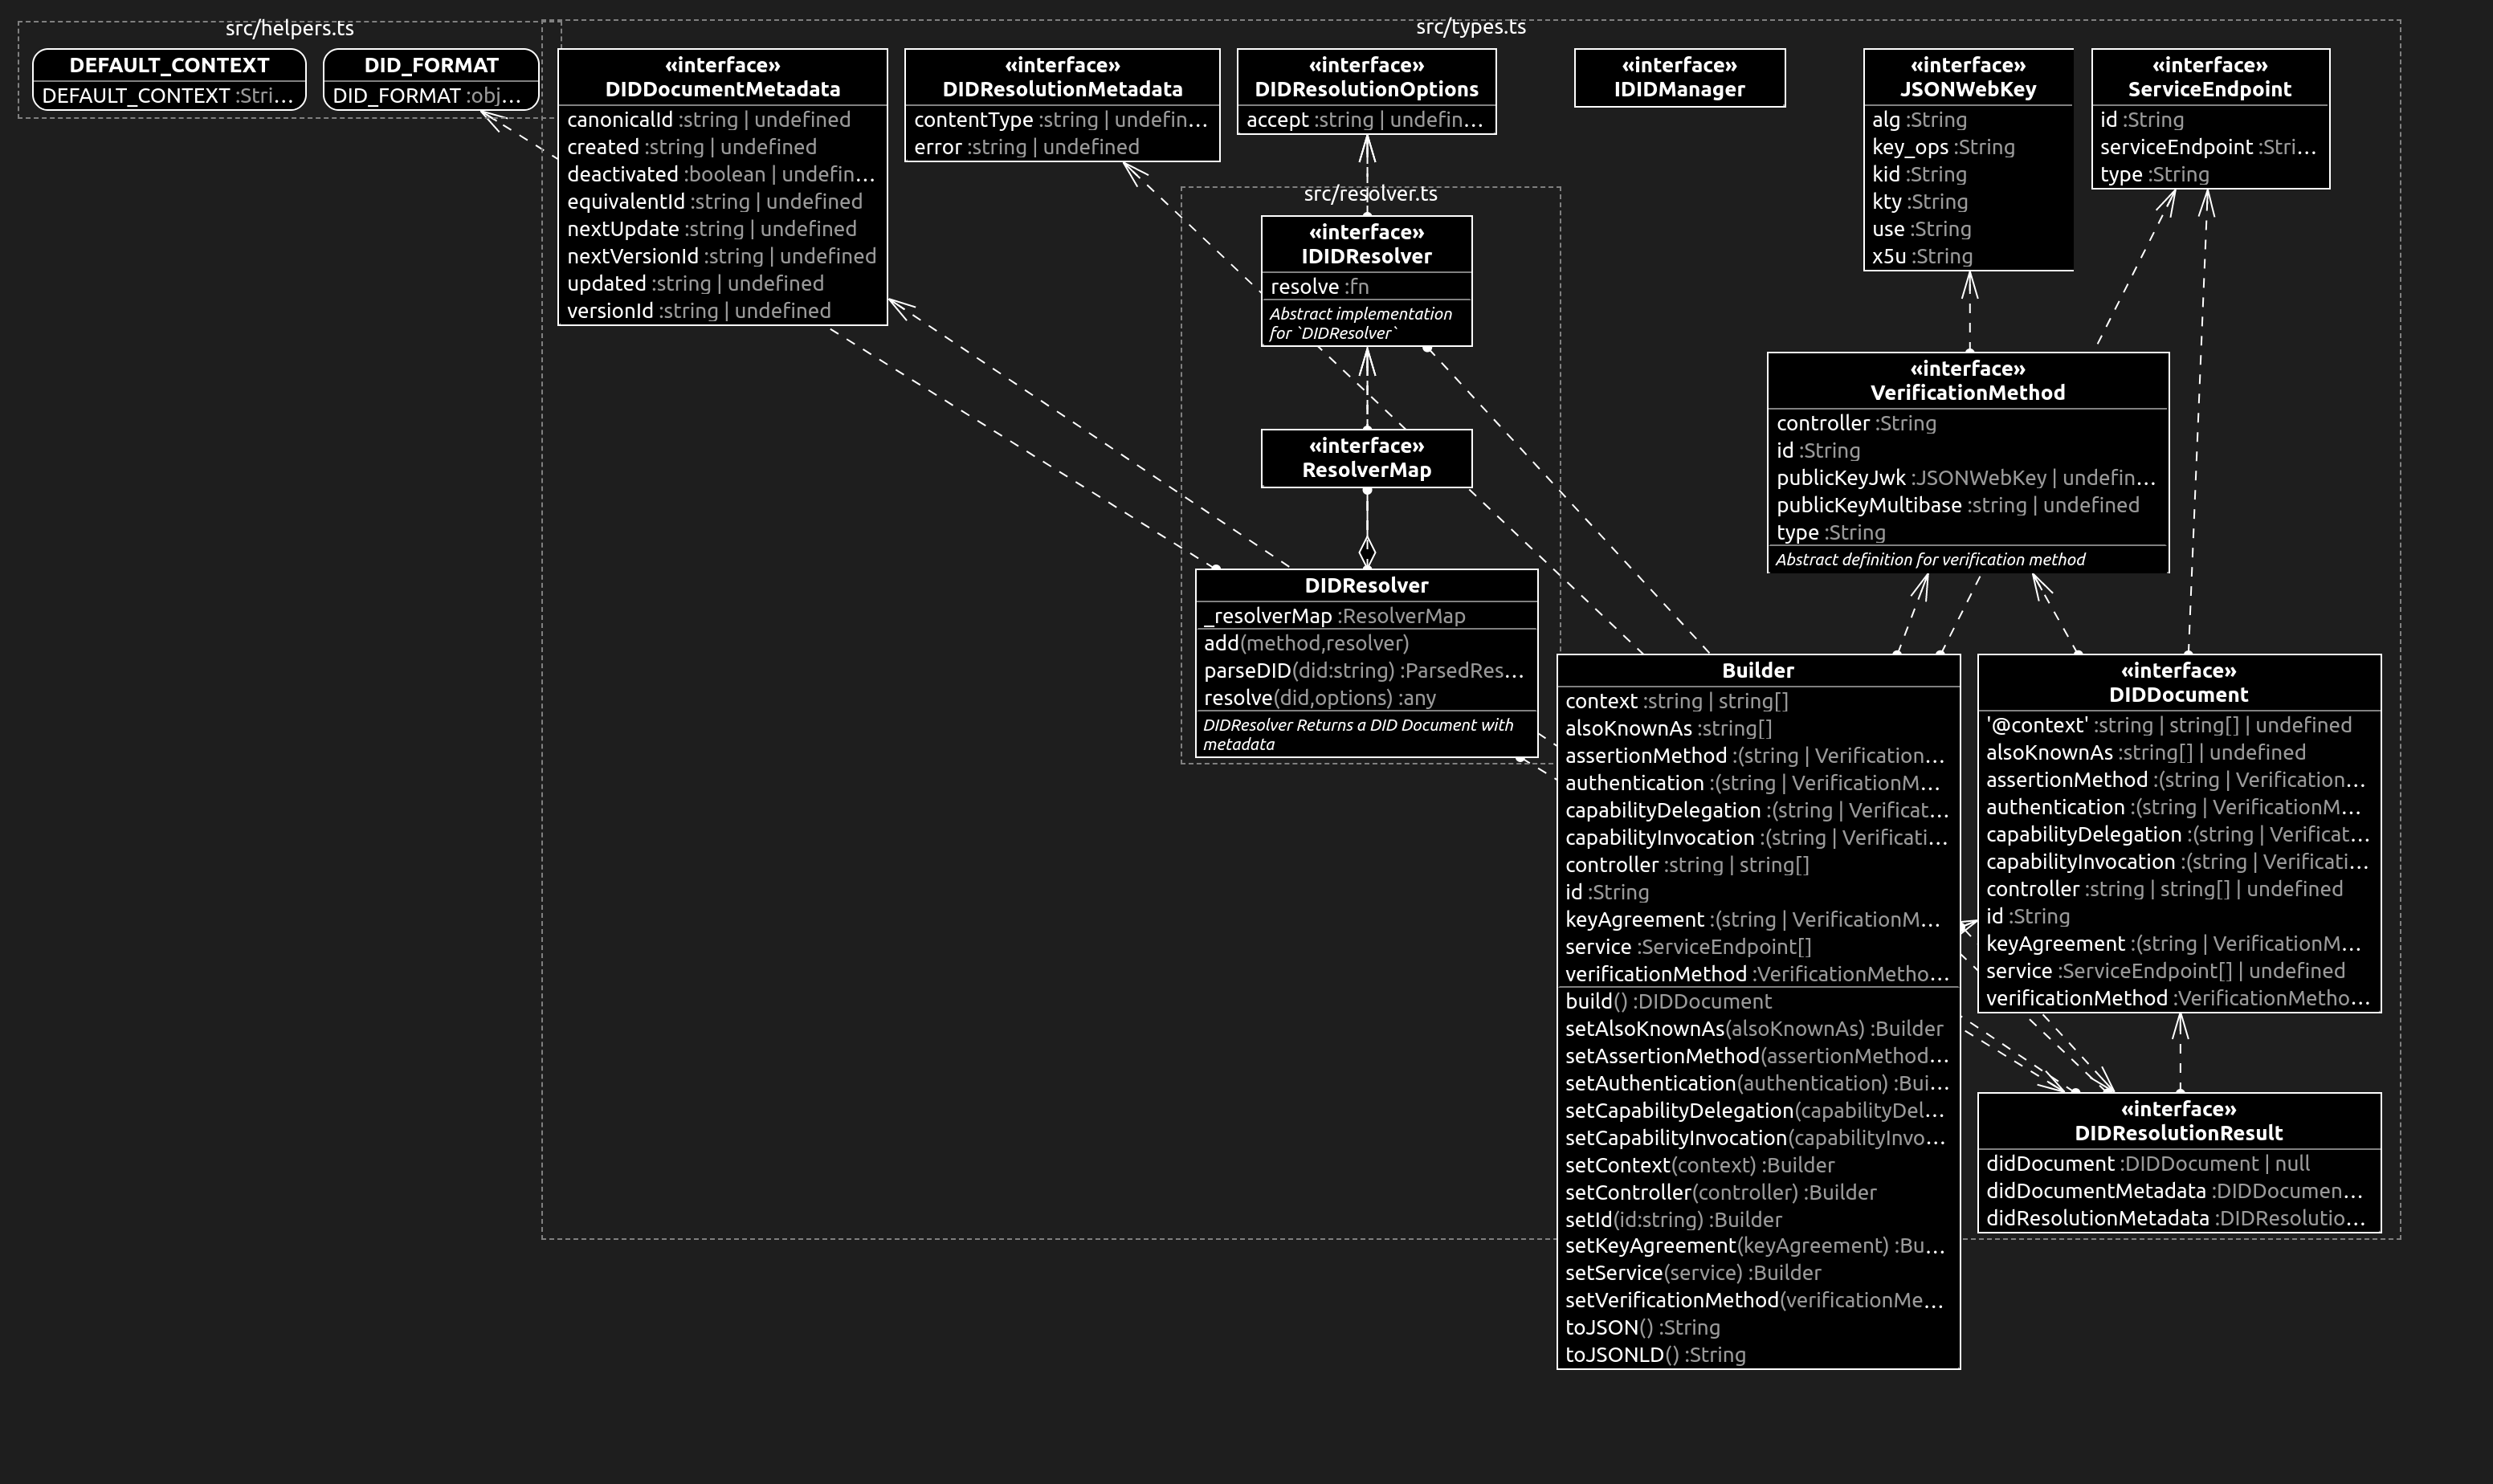 src/helpers.ts
DEFAULT_CONTEXT
DEFAULT_CONTEXT :Stri…
DID_FORMAT
DID_FORMAT :obj…
src/types.ts
«interface»
DIDDocumentMetadata
canonicalId :string | undefined
created :string | undefined
deactivated :boolean | undefin…
equivalentId :string | undefined
nextUpdate :string | undefined
nextVersionId :string | undefined
updated :string | undefined
versionId :string | undefined
«interface»
DIDResolutionMetadata
contentType :string | undefin…
error :string | undefined
«interface»
DIDResolutionOptions
accept :string | undefin…
«interface»
IDIDManager
«interface»
JSONWebKey
alg :String
key_ops :String
kid :String
kty :String
use :String
x5u :String
«interface»
ServiceEndpoint
id :String
serviceEndpoint :Stri…
type :String
src/resolver.ts
«interface»
IDIDResolver
resolve :fn
Abstract implementation
for `DIDResolver`
«interface»
ResolverMap
DIDResolver
_resolverMap :ResolverMap
add(method,resolver)
parseDID(did:string) :ParsedRes…
resolve(did,options) :any
DIDResolver Returns a DID Document with
metadata
«interface»
VerificationMethod
controller :String
id :String
publicKeyJwk :JSONWebKey | undefin…
publicKeyMultibase :string | undefined
type :String
Abstract definition for verification method
Builder
context :string | string[]
alsoKnownAs :string[]
assertionMethod :(string | Verification…
authentication :(string | VerificationM…
capabilityDelegation :(string | Verificat…
capabilityInvocation :(string | Verificati…
controller :string | string[]
id :String
keyAgreement :(string | VerificationM…
service :ServiceEndpoint[]
verificationMethod :VerificationMetho…
build() :DIDDocument
setAlsoKnownAs(alsoKnownAs) :Builder
setAssertionMethod(assertionMethod…
setAuthentication(authentication) :Bui…
setCapabilityDelegation(capabilityDel…
setCapabilityInvocation(capabilityInvo…
setContext(context) :Builder
setController(controller) :Builder
setId(id:string) :Builder
setKeyAgreement(keyAgreement) :Bu…
setService(service) :Builder
setVerificationMethod(verificationMe…
toJSON() :String
toJSONLD() :String
«interface»
DIDDocument
'@context' :string | string[] | undefined
alsoKnownAs :string[] | undefined
assertionMethod :(string | Verification…
authentication :(string | VerificationM…
capabilityDelegation :(string | Verificat…
capabilityInvocation :(string | Verificati…
controller :string | string[] | undefined
id :String
keyAgreement :(string | VerificationM…
service :ServiceEndpoint[] | undefined
verificationMethod :VerificationMetho…
«interface»
DIDResolutionResult
didDocument :DIDDocument | null
didDocumentMetadata :DIDDocumen…
didResolutionMetadata :DIDResolutio…